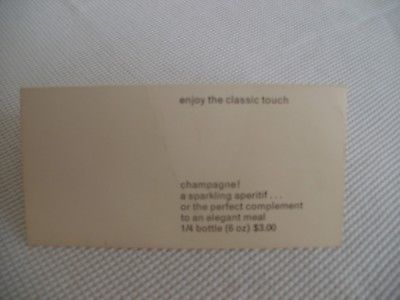 enjoy the classic touch
champagne!
a sparkling aperitif . . .
or the perfect complement
to an elegant meal
1/4 bottle (6 oz) $3.00